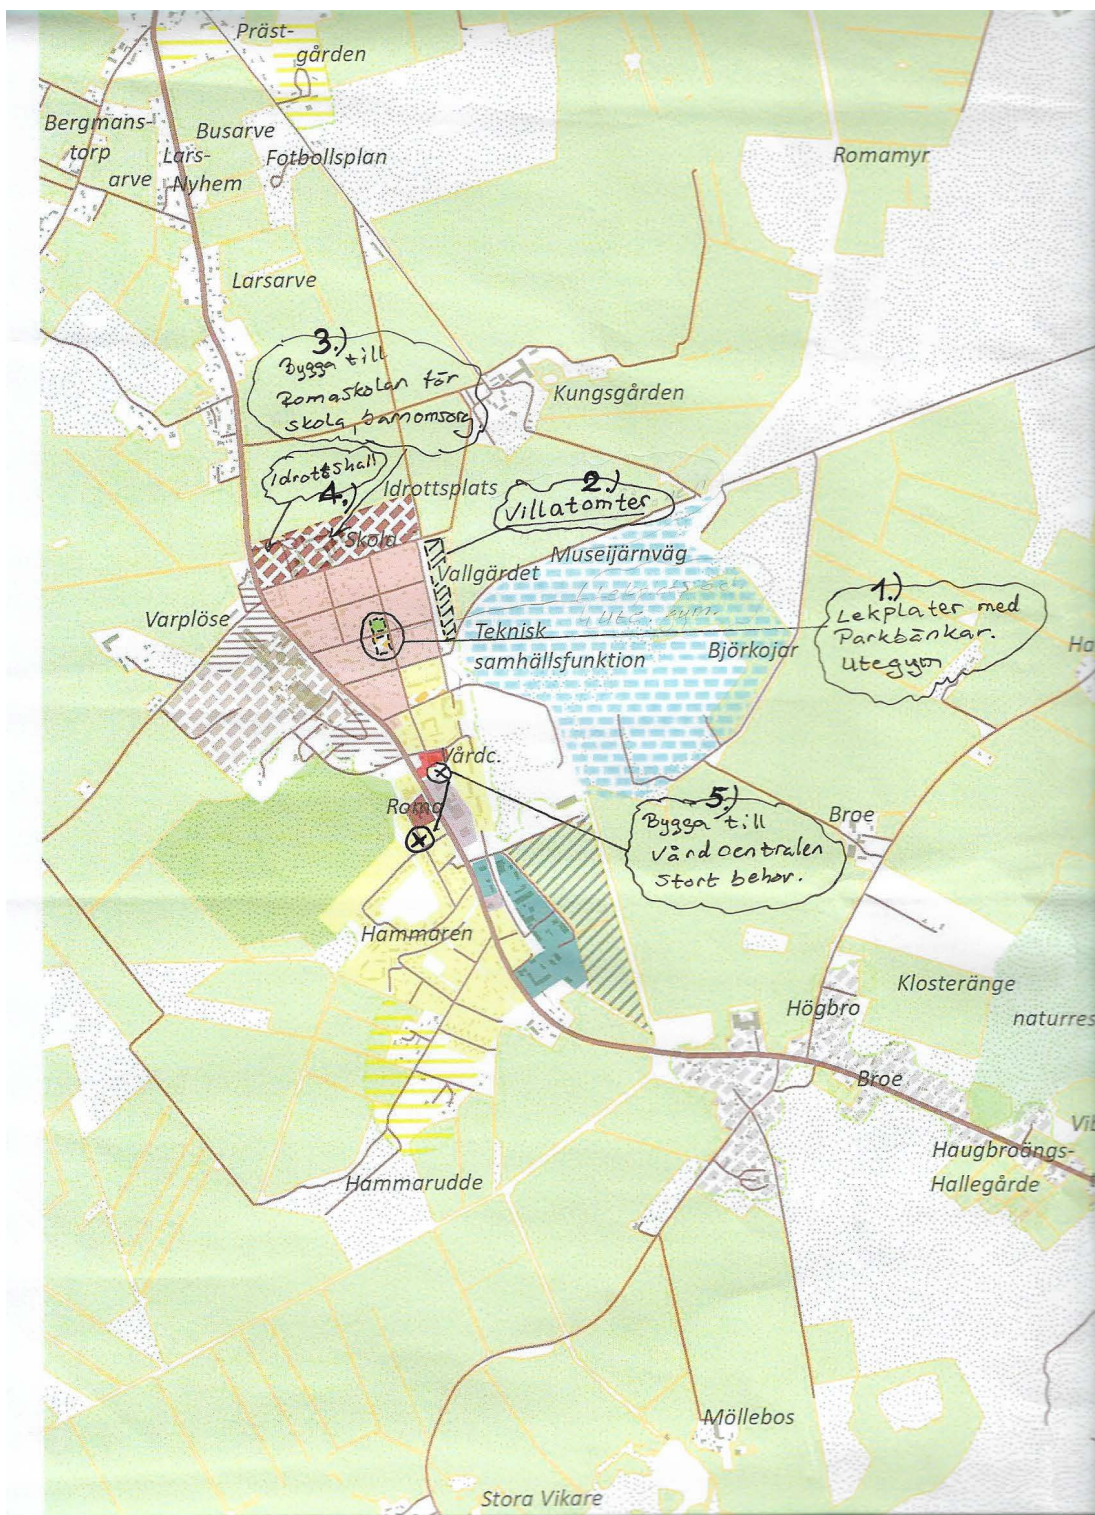 Präst-
gården
Bergmans-
torp
Busarve
Lars-
Nyhem
arve
Fotbollsplan
Romamyr
Larsarve
3.)
Bygga till
Romaskolan för
skola, barnomsorg.
Kungsgården
Idrottshall
4.)
Idrottsplats
2.)
Villatomter
Skola
Museijärnväg
Vallgärdet
1.)
Lekplater med
Parkbänkar.
Utegym
Varplöse
Teknisk
samhällsfunktion
Björkojar
Ha
Vårdc.
Roma
5.)
Bygga till
Vårdcentralen
Stort behov.
Broe
Hammaren
Klosteränge
naturres
Högbro
Broe
Vib
Haugbroängs-
Hallegårde
Hammarudde
Möllebos
Stora Vikare